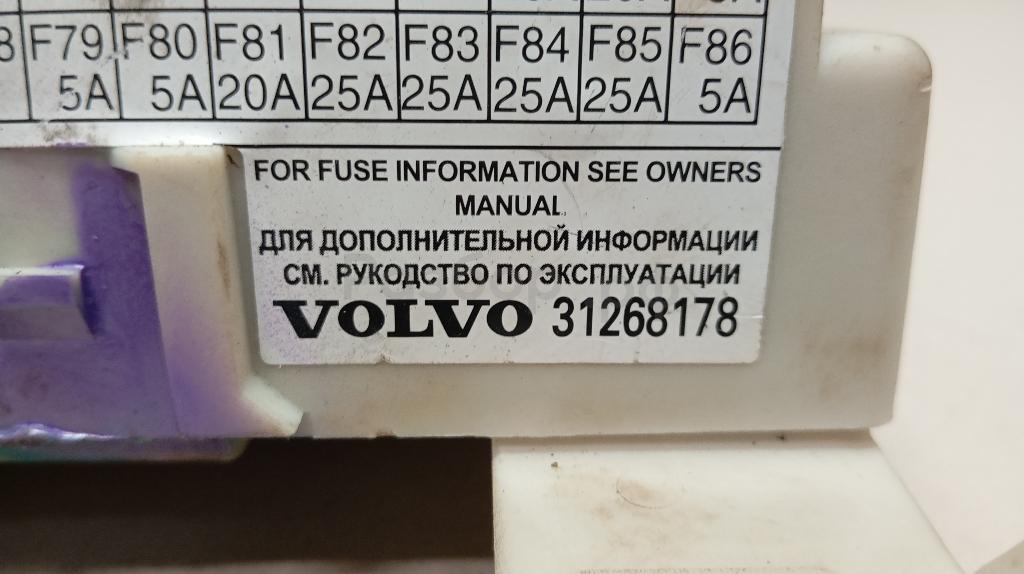 F79 F80 F81 F82 F83 F84 F85 F86
5A 5A 20A 25A 25A 25A 25A 5A
FOR FUSE INFORMATION SEE OWNERS
MANUAL
ДЛЯ ДОПОЛНИТЕЛЬНОЙ ИНФОРМАЦИИ
СМ. РУКОДСТВО ПО ЭКСПЛУАТАЦИИ
VOLVO 31268178